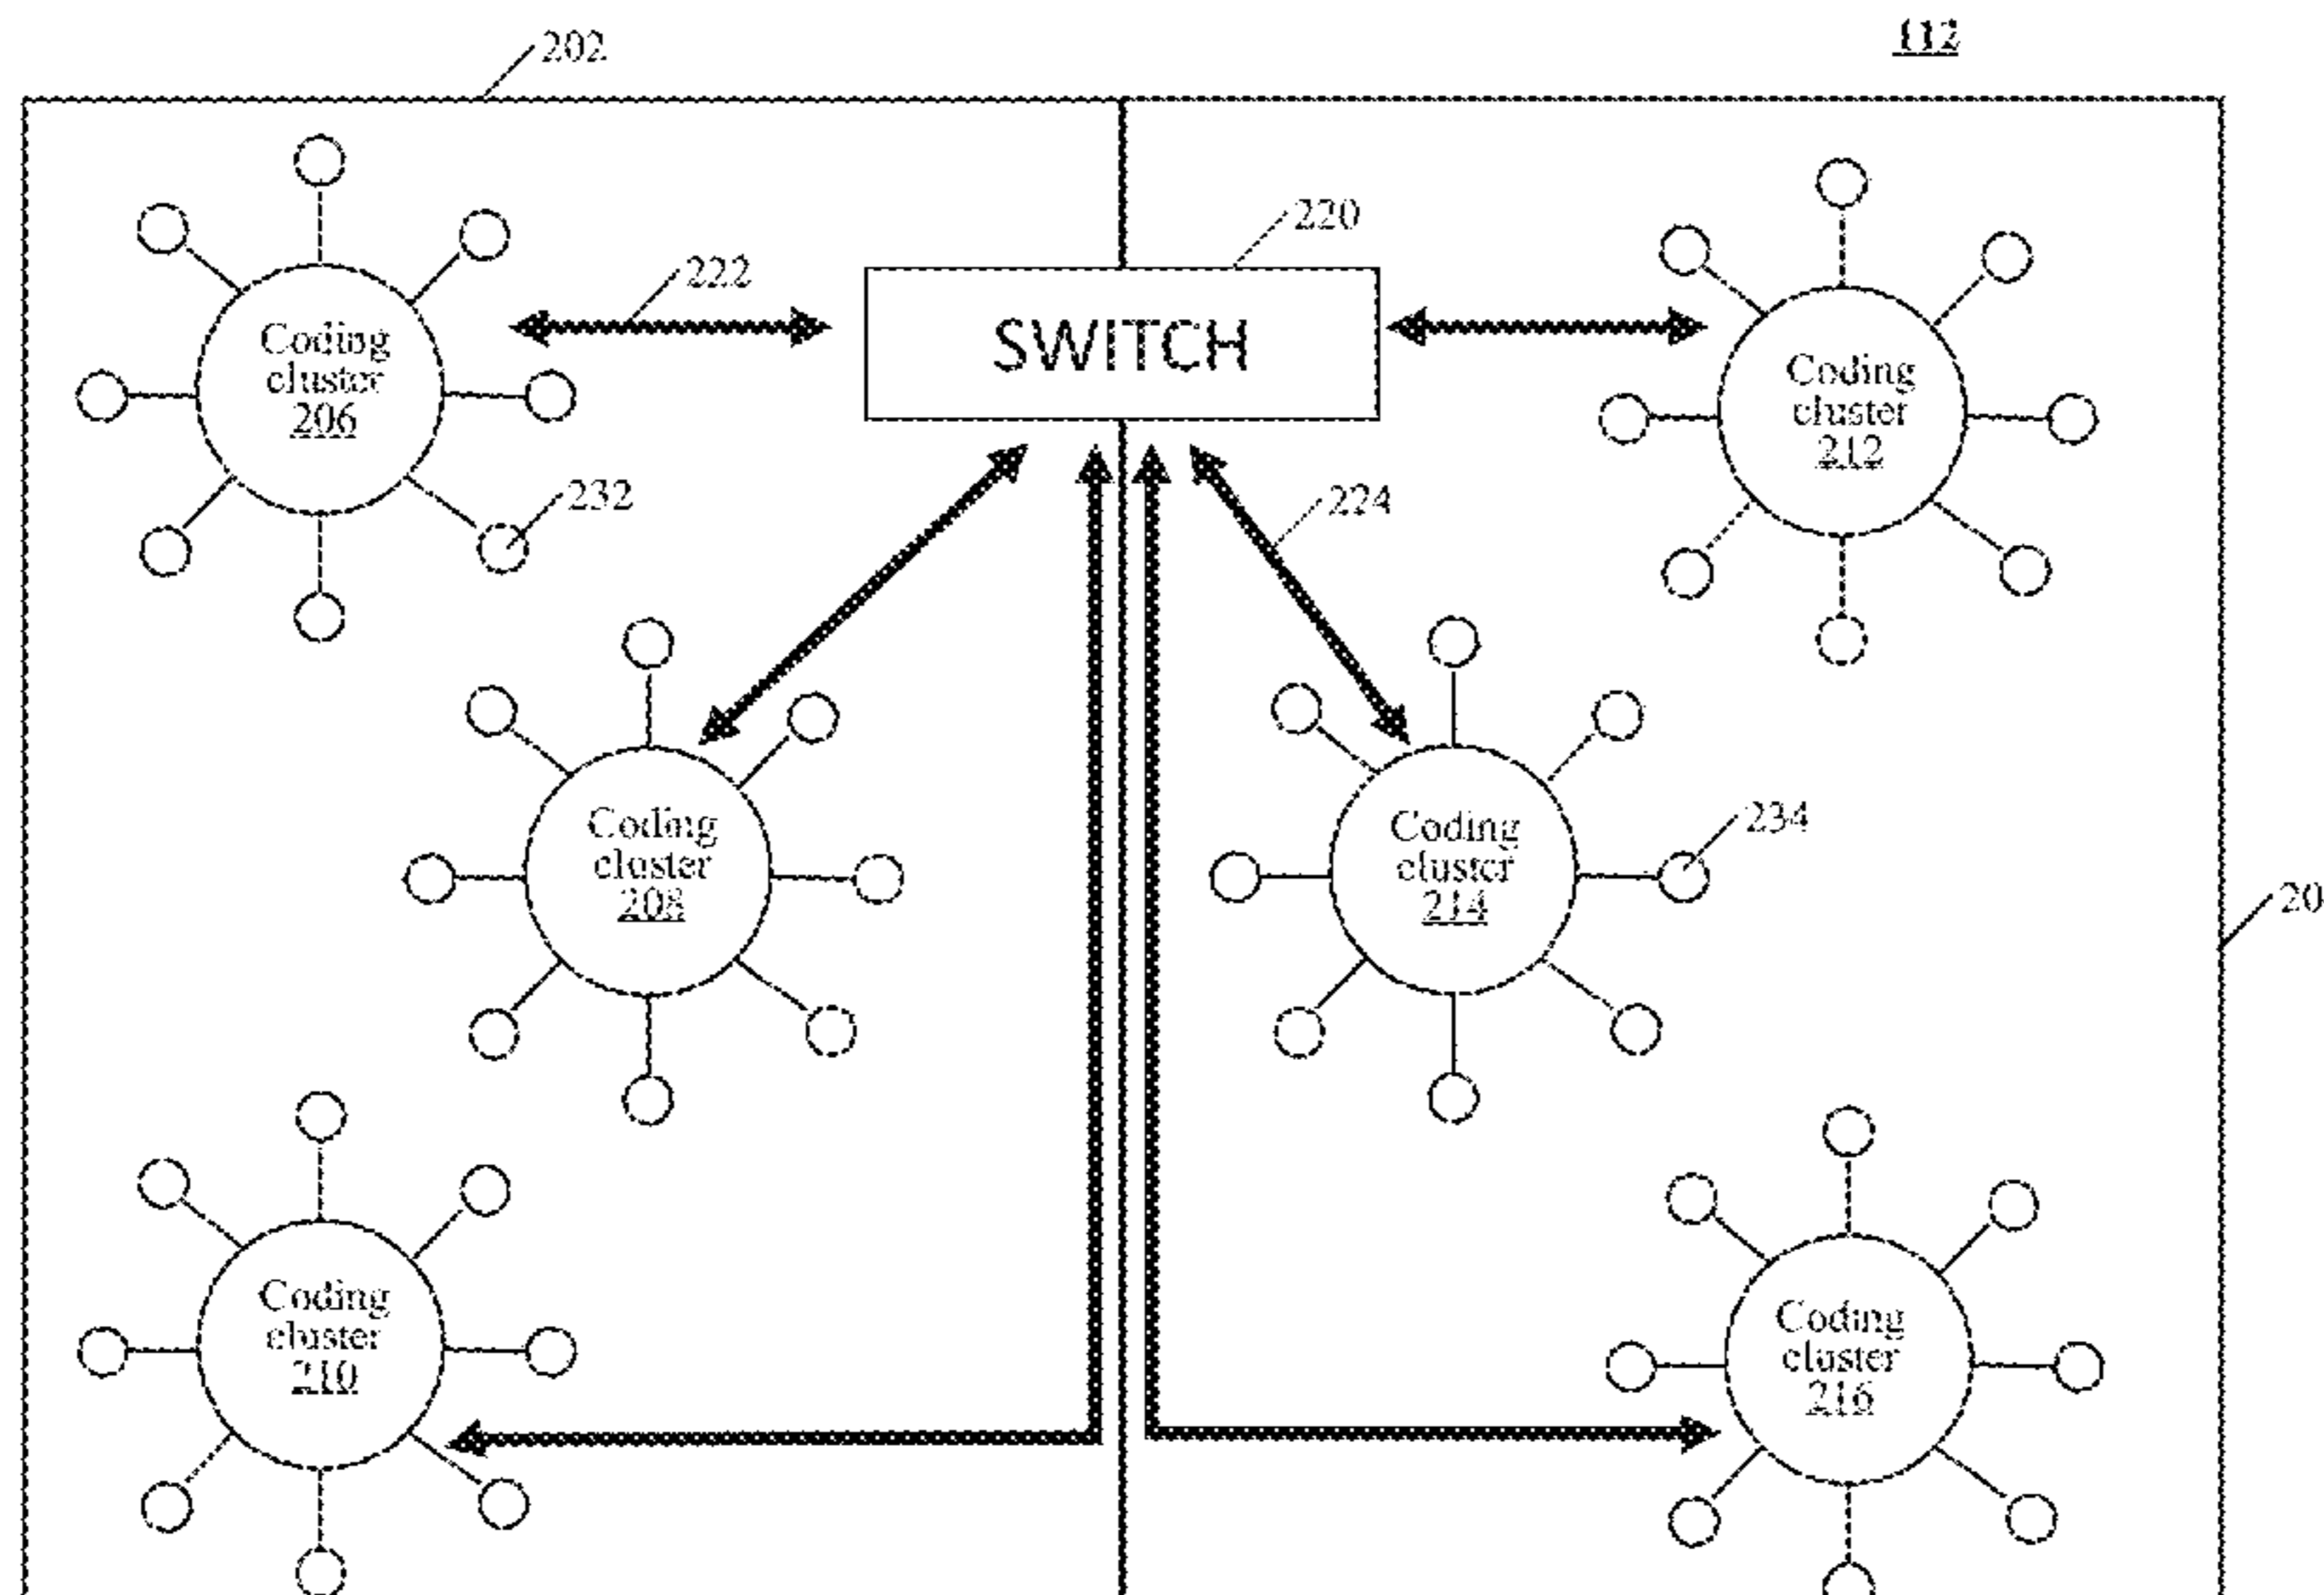 112
202
220
222
SWITCH
Coding
cluster
206
Coding
cluster
212
232
224
Coding
cluster
208
Coding
cluster
214
234
20
Coding
cluster
210
Coding
cluster
216